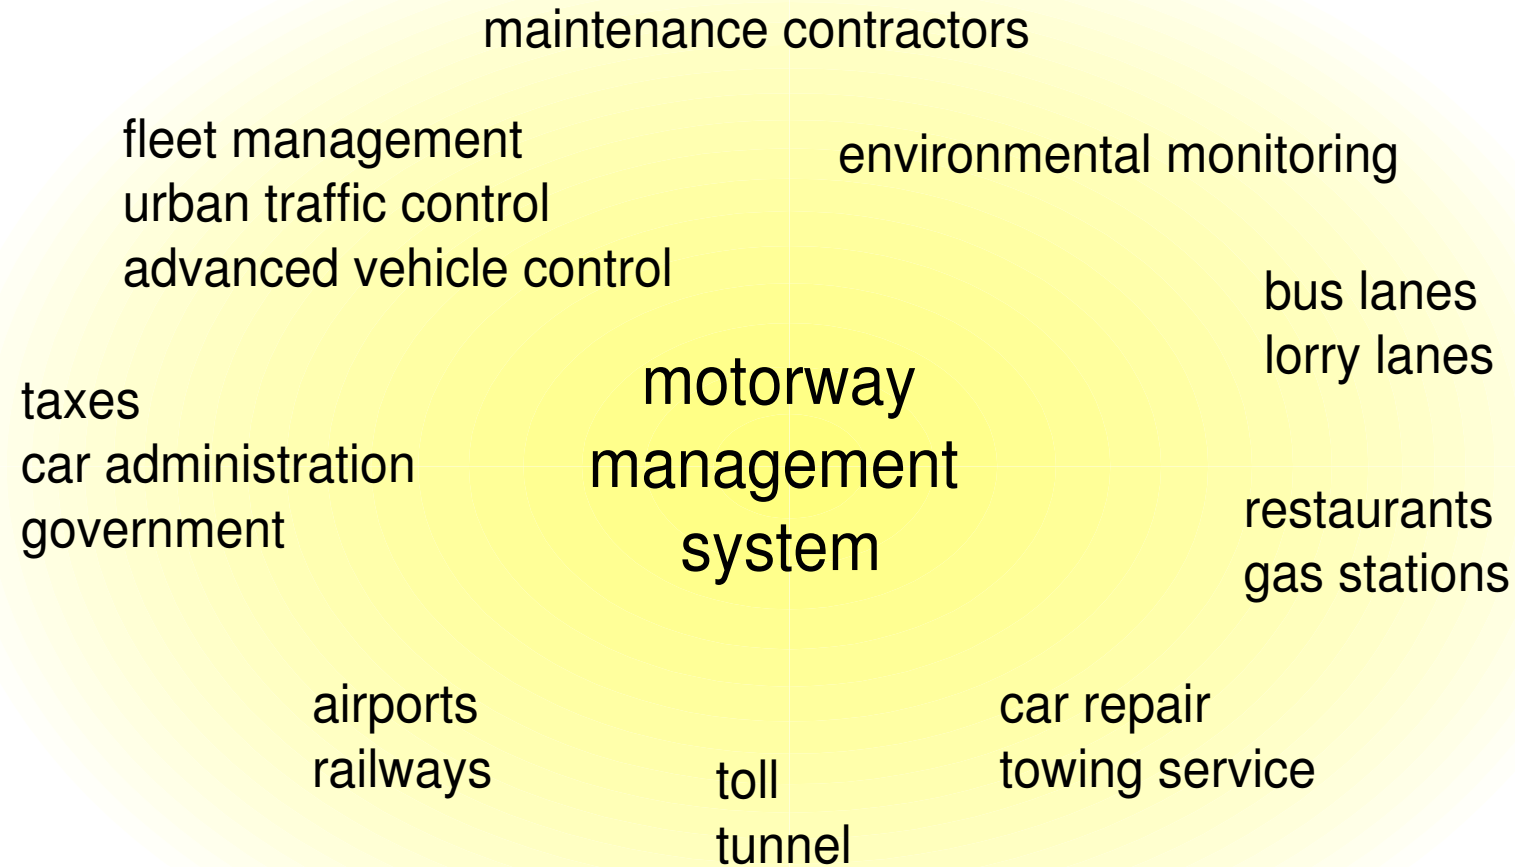 maintenance contractors
fleet management
urban traffic control
advanced vehicle control
environmental monitoring
bus lanes
lorry lanes
motorway
management
system
taxes
car administration
government
restaurants
gas stations
airports
railways
toll
tunnel
car repair
towing service